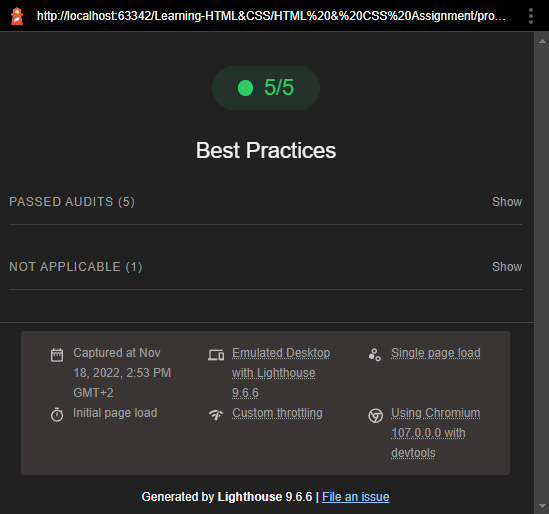 http://localhost:63342/Learning-HTML&CSS/HTML%20&%20CSS%20Assignment/pro...
5/5
Best Practices
PASSED AUDITS (5)
Show
NOT APPLICABLE (1)
Show
Captured at Nov
18, 2022, 2:53 PM
GMT+2
Emulated Desktop
with Lighthouse
9.6.6
Single page load
Initial page load
Custom throttling
Using Chromium
107.0.0.0 with
devtools
Generated by Lighthouse 9.6.6 | File an issue